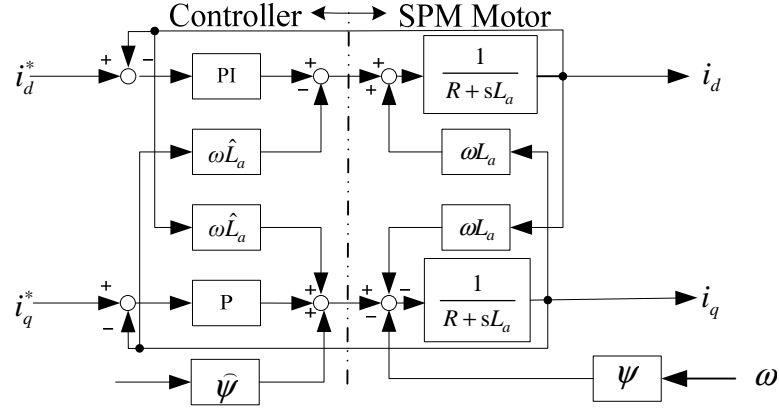 Controller ↔ SPM Motor
+ − PI + − + + 1
i_d^* R + sL_a i_d
ωL̂_a ωL_a
ωL̂_a ωL_a
+ − P + + + − − 1
i_q^* R + sL_a i_q
ψ̂ ψ ω